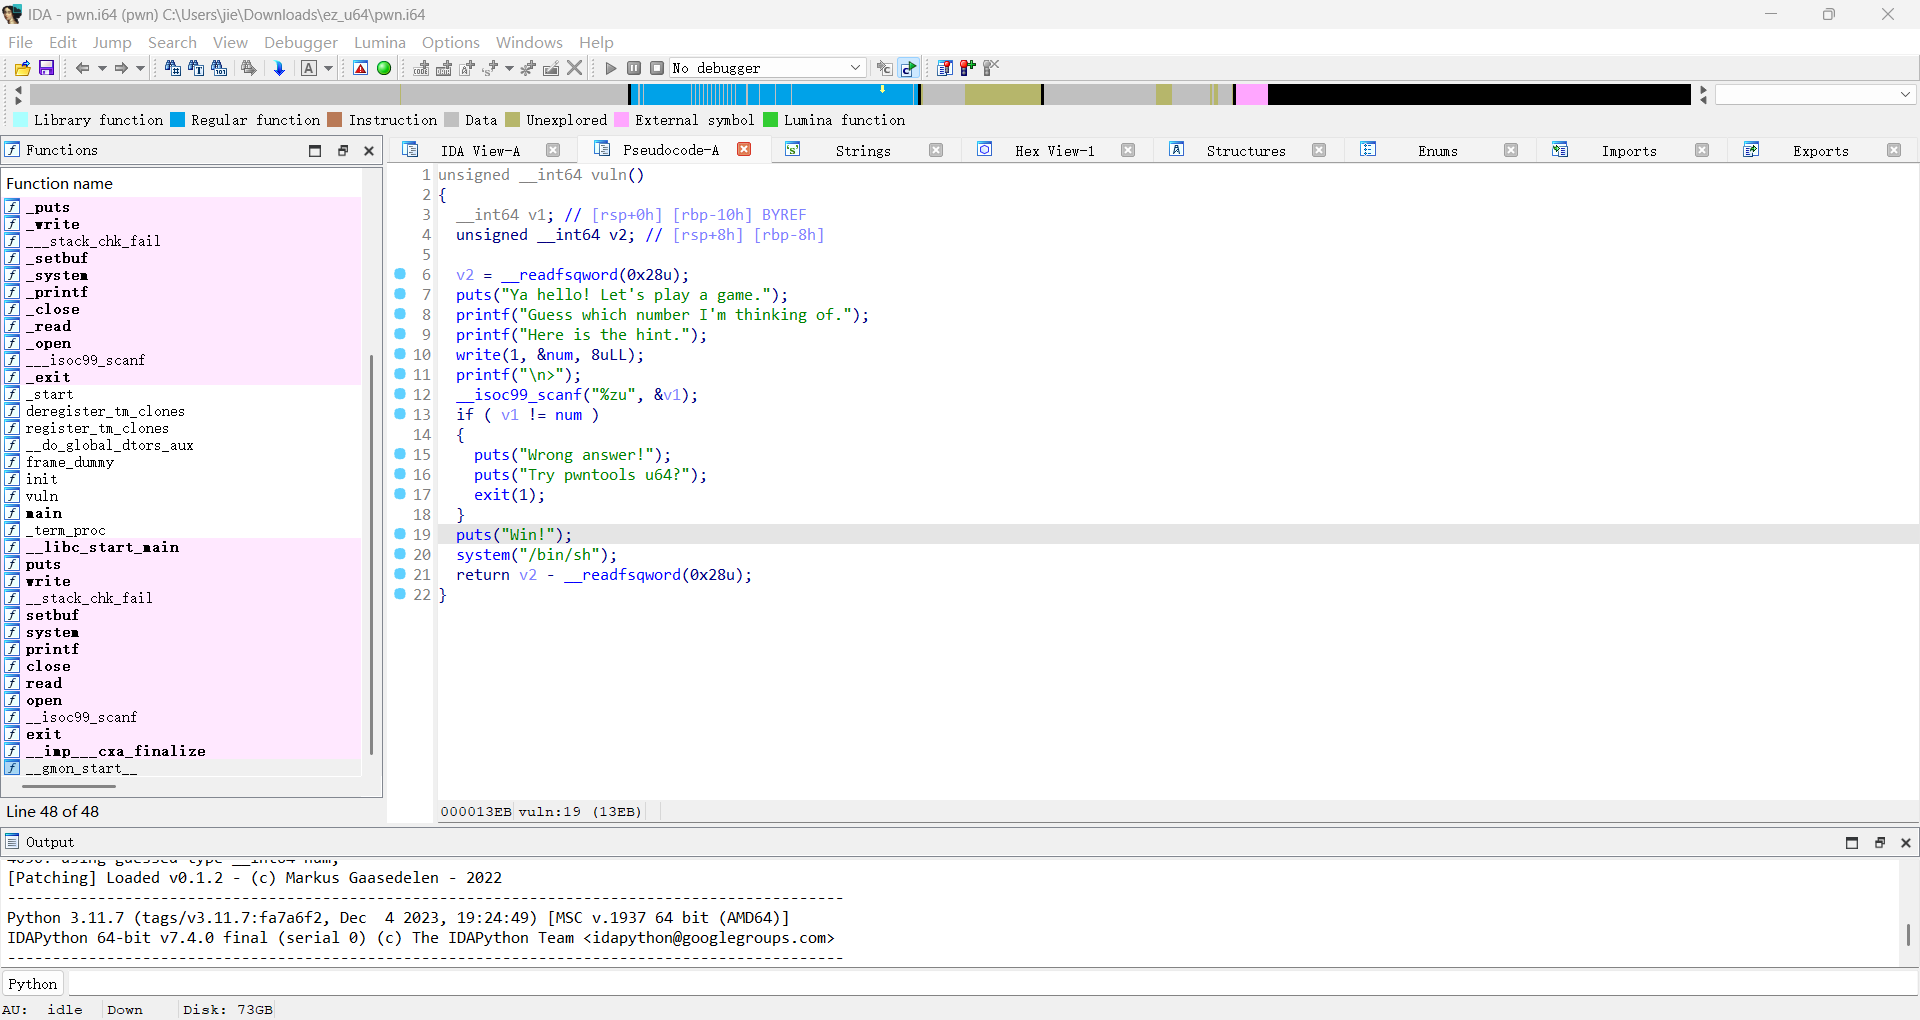 IDA - pwn.i64 (pwn) C:\Users\jie\Downloads\ez_u64\pwn.i64
File Edit Jump Search View Debugger Lumina Options Windows Help
No debugger
Library function Regular function Instruction Data Unexplored External symbol Lumina function
Functions
IDA View-A Pseudocode-A Strings Hex View-1 Structures Enums Imports Exports
Function name
_puts
_write
___stack_chk_fail
_setbuf
_system
_printf
_close
_read
_open
___isoc99_scanf
_exit
_start
deregister_tm_clones
register_tm_clones
__do_global_dtors_aux
frame_dummy
init
vuln
main
_term_proc
__libc_start_main
puts
write
__stack_chk_fail
setbuf
system
printf
close
read
open
__isoc99_scanf
exit
__imp___cxa_finalize
__gmon_start__
Line 48 of 48
1 unsigned __int64 vuln()
2 {
3 __int64 v1; // [rsp+0h] [rbp-10h] BYREF
4 unsigned __int64 v2; // [rsp+8h] [rbp-8h]
5
6 v2 = __readfsqword(0x28u);
7 puts("Ya hello! Let's play a game.");
8 printf("Guess which number I'm thinking of.");
9 printf("Here is the hint.");
10 write(1, &num, 8uLL);
11 printf("\n>");
12 __isoc99_scanf("%zu", &v1);
13 if ( v1 != num )
14 {
15 puts("Wrong answer!");
16 puts("Try pwntools u64?");
17 exit(1);
18 }
19 puts("Win!");
20 system("/bin/sh");
21 return v2 - __readfsqword(0x28u);
22 }
000013EB vuln:19 (13EB)
Output
4090: using guessed type __int64 num;
[Patching] Loaded v0.1.2 - (c) Markus Gaasedelen - 2022
---------------------------------------------------------------------------------------------
Python 3.11.7 (tags/v3.11.7:fa7a6f2, Dec  4 2023, 19:24:49) [MSC v.1937 64 bit (AMD64)]
IDAPython 64-bit v7.4.0 final (serial 0) (c) The IDAPython Team <idapython@googlegroups.com>
---------------------------------------------------------------------------------------------
Python
AU: idle Down Disk: 73GB